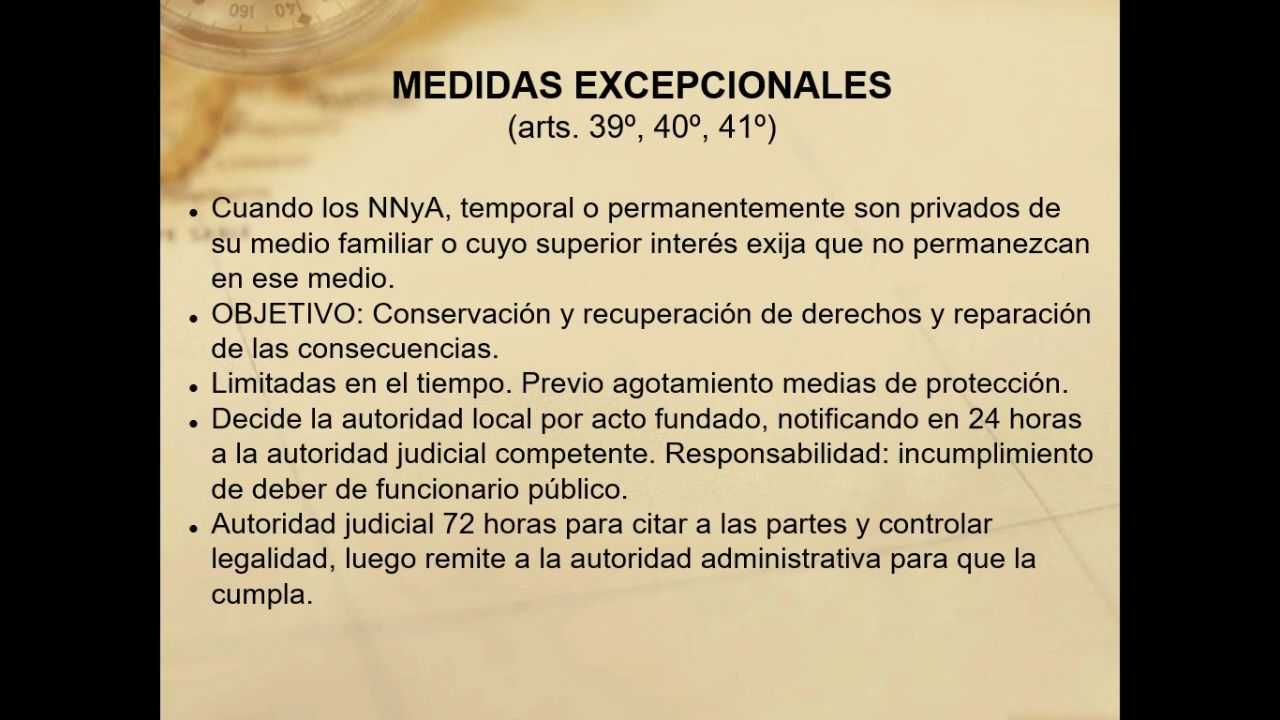 091 04
MEDIDAS EXCEPCIONALES
(arts. 39º, 40º, 41º)
• Cuando los NNyA, temporal o permanentemente son privados de
su medio familiar o cuyo superior interés exija que no permanezcan
en ese medio.
• OBJETIVO: Conservación y recuperación de derechos y reparación
de las consecuencias.
• Limitadas en el tiempo. Previo agotamiento medias de protección.
• Decide la autoridad local por acto fundado, notificando en 24 horas
a la autoridad judicial competente. Responsabilidad: incumplimiento
de deber de funcionario público.
• Autoridad judicial 72 horas para citar a las partes y controlar
legalidad, luego remite a la autoridad administrativa para que la
cumpla.